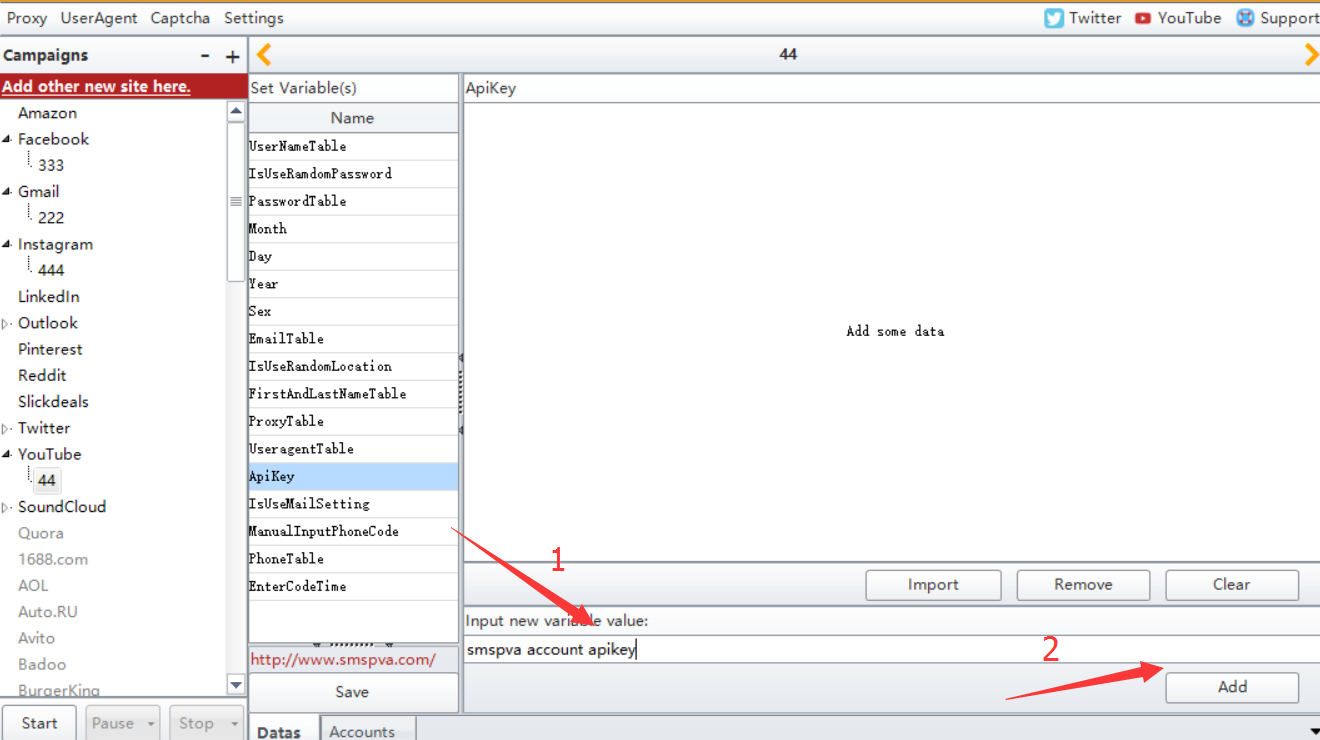 Proxy UserAgent Captcha Settings Twitter YouTube Support
Campaigns - + 44
Add other new site here.
Amazon
Facebook
333
Gmail
222
Instagram
444
LinkedIn
Outlook
Pinterest
Reddit
Slickdeals
Twitter
YouTube
44
SoundCloud
Quora
1688.com
AOL
Auto.RU
Avito
Badoo
BurgerKing
Start Pause Stop
Set Variable(s)
Name
UserNameTable
IsUseRamdomPassword
PasswordTable
Month
Day
Year
Sex
EmailTable
IsUseRandomLocation
FirstAndLastNameTable
ProxyTable
UseragentTable
ApiKey
IsUseMailSetting
ManualInputPhoneCode
PhoneTable
EnterCodeTime
http://www.smspva.com/
Save
Datas Accounts
ApiKey
Add some data
1
Import Remove Clear
Input new variable value:
smspva account apikey
2
Add